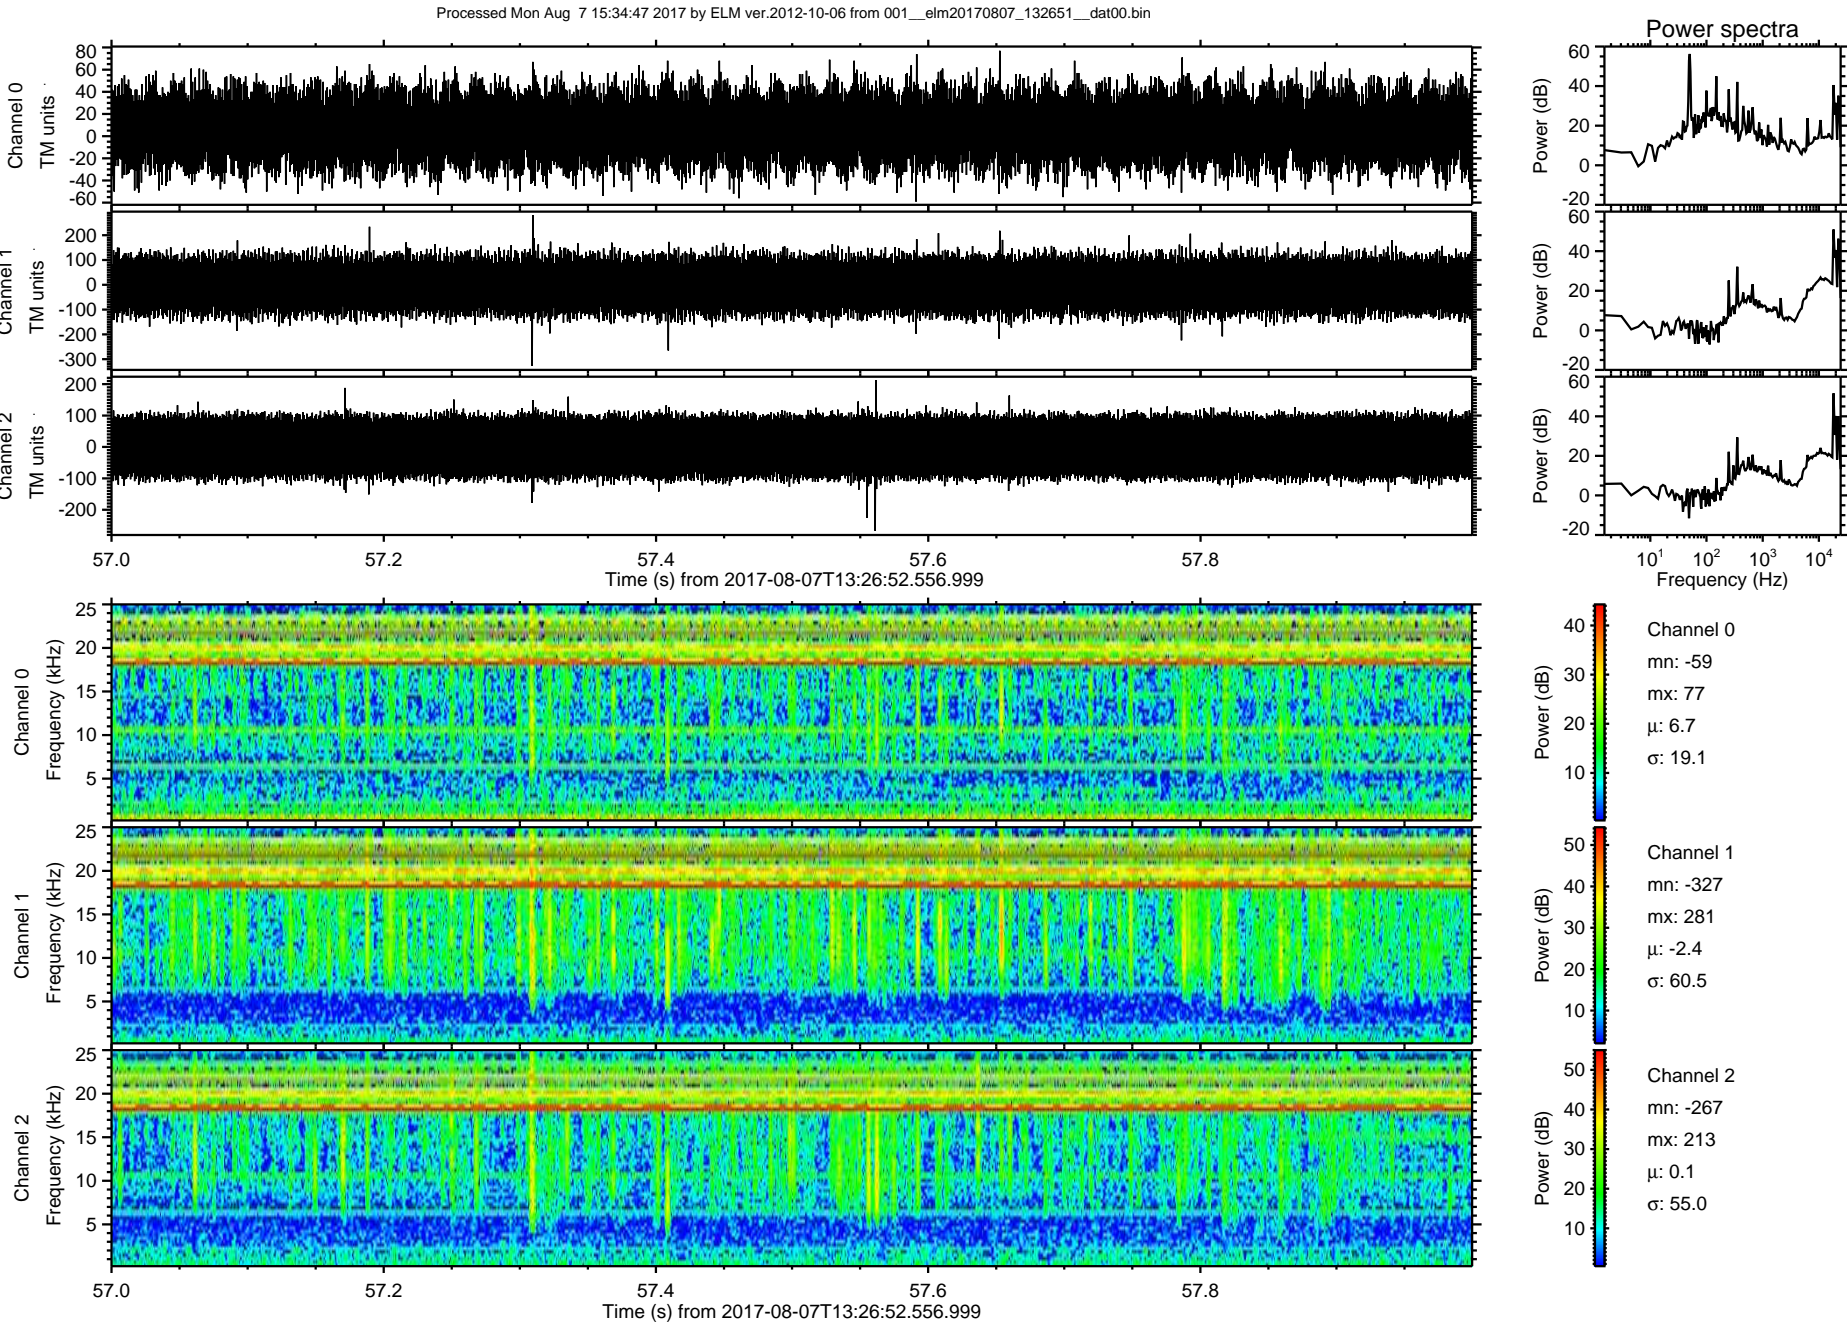 Processed Mon Aug 7 15:34:47 2017 by ELM ver.2012-10-06 from 001__elm20170807_132651__dat00.bin
Power spectra
Channel 0
TM units
80
60
40
20
0
-20
-40
-60
Power (dB)
60
40
20
0
-20
Channel 1
TM units
200
100
0
-100
-200
-300
Power (dB)
60
40
20
0
-20
Channel 2
TM units
200
100
0
-100
-200
Power (dB)
60
40
20
0
-20
57.0 57.2 57.4 57.6 57.8
Time (s) from 2017-08-07T13:26:52.556.999
10^1 10^2 10^3 10^4
Frequency (Hz)
Channel 0
Frequency (kHz)
25
20
15
10
5
Power (dB)
40
30
20
10
Channel 0
mn: -59
mx: 77
μ: 6.7
σ: 19.1
Channel 1
Frequency (kHz)
25
20
15
10
5
Power (dB)
50
40
30
20
10
Channel 1
mn: -327
mx: 281
μ: -2.4
σ: 60.5
Channel 2
Frequency (kHz)
25
20
15
10
5
Power (dB)
50
40
30
20
10
Channel 2
mn: -267
mx: 213
μ: 0.1
σ: 55.0
57.0 57.2 57.4 57.6 57.8
Time (s) from 2017-08-07T13:26:52.556.999